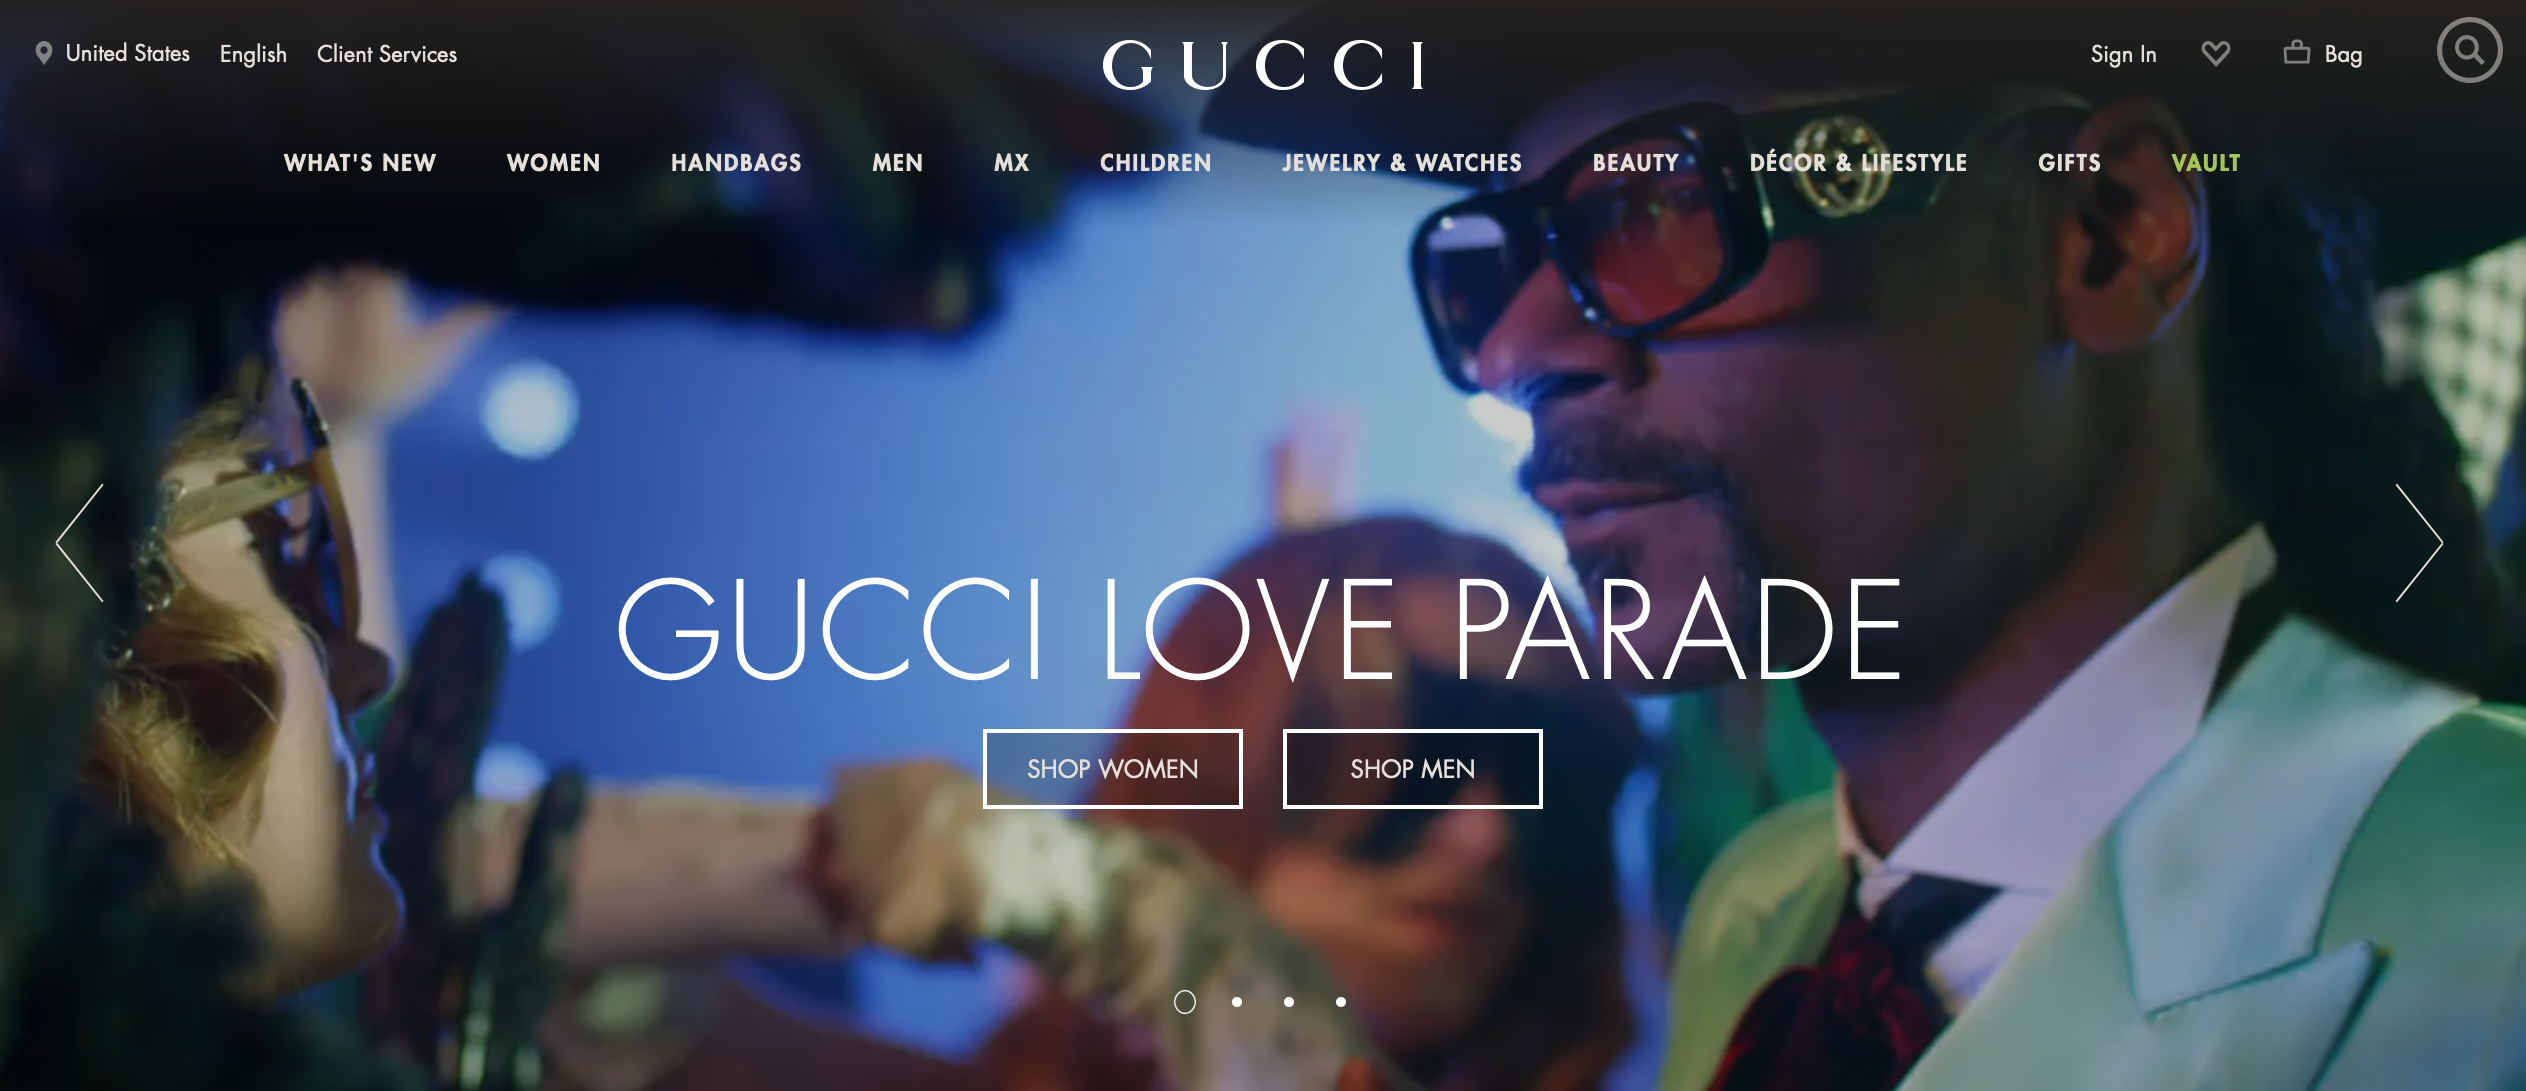 United States English Client Services
GUCCI
Sign In Bag
WHAT'S NEW WOMEN HANDBAGS MEN MX CHILDREN JEWELRY & WATCHES BEAUTY DÉCOR & LIFESTYLE GIFTS VAULT
GUCCI LOVE PARADE
SHOP WOMEN SHOP MEN